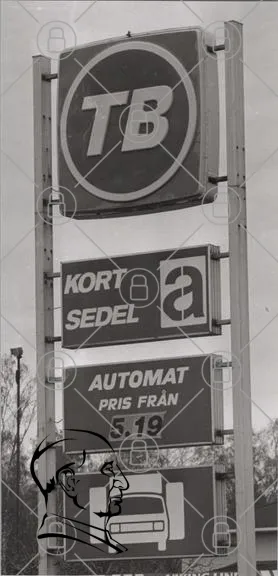 TB
KORT
SEDEL
a
AUTOMAT
PRIS FRÅN
5.19